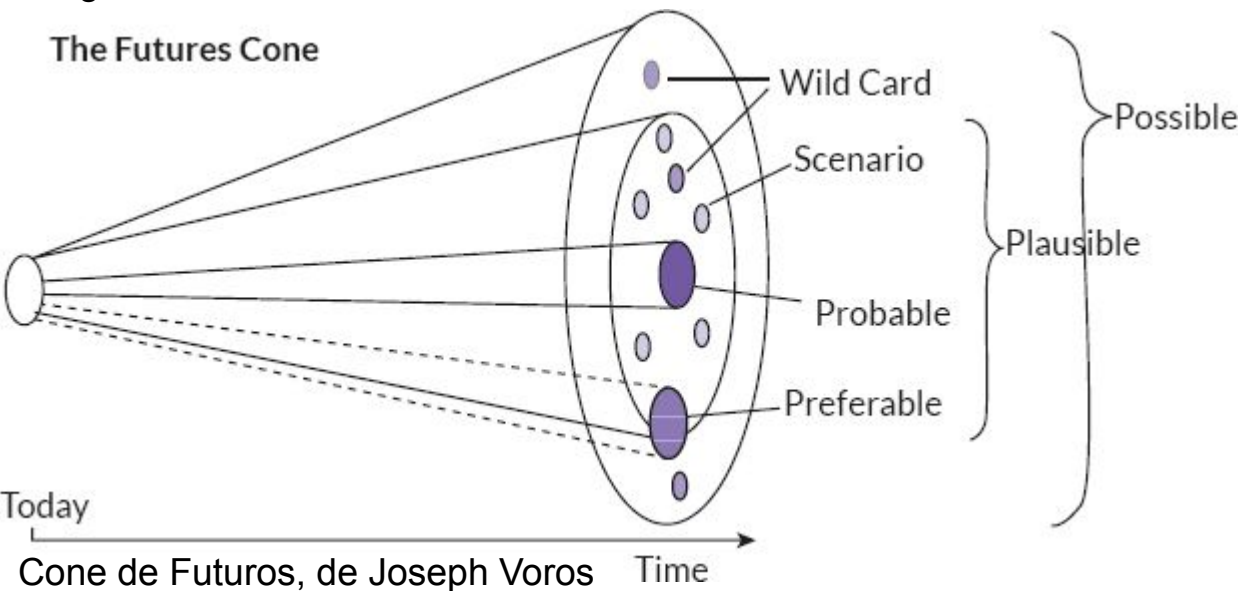 The Futures Cone
Wild Card
Possible
Scenario
Plausible
Probable
Preferable
Today
Time
Cone de Futuros, de Joseph Voros